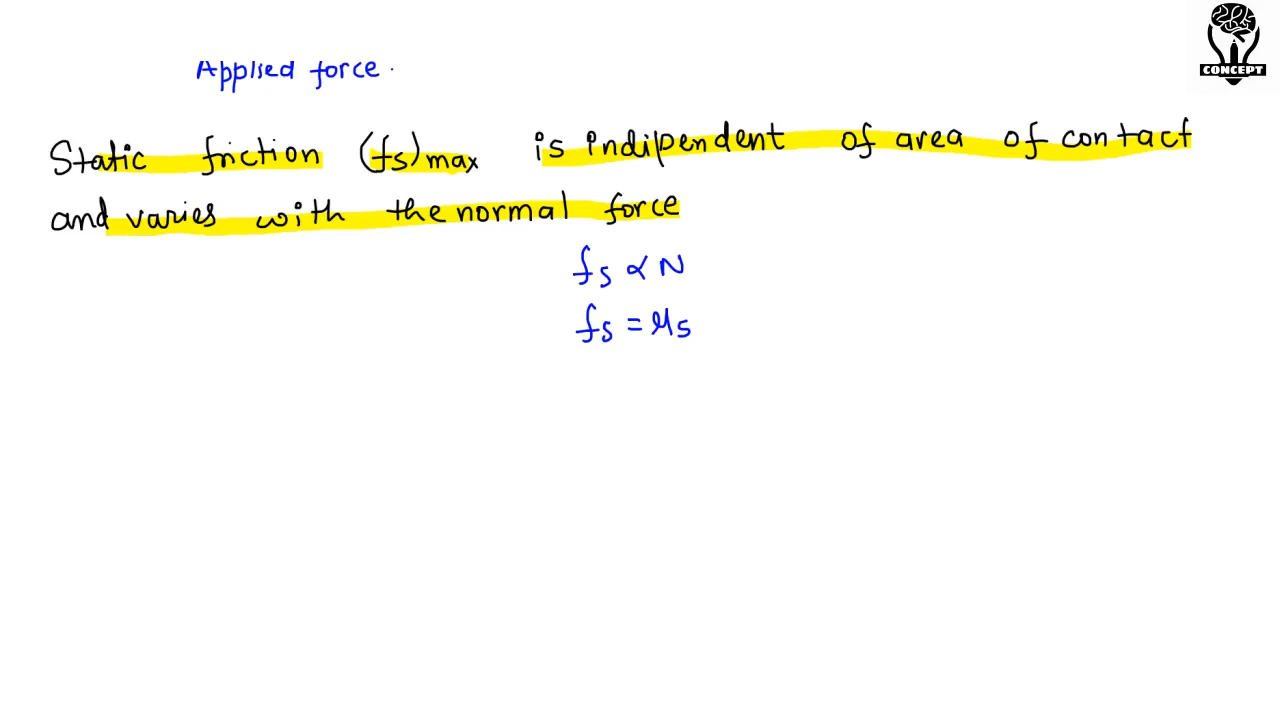 CONCEPT
Applied force
Static friction (fs)max is indipendent of area of contact
and varies with the normal force
fs ∝ N
fs = μs